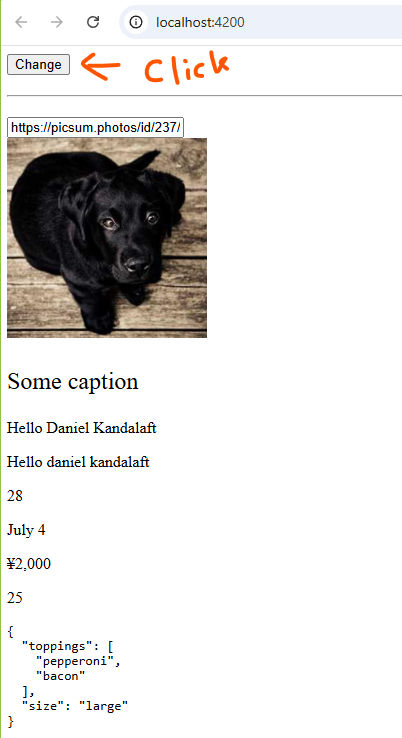 localhost:4200
Change click
https://picsum.photos/id/237/
Some caption
Hello Daniel Kandalaft
Hello daniel kandalaft
28
July 4
¥2,000
25
{
  "toppings": [
    "pepperoni",
    "bacon"
  ],
  "size": "large"
}